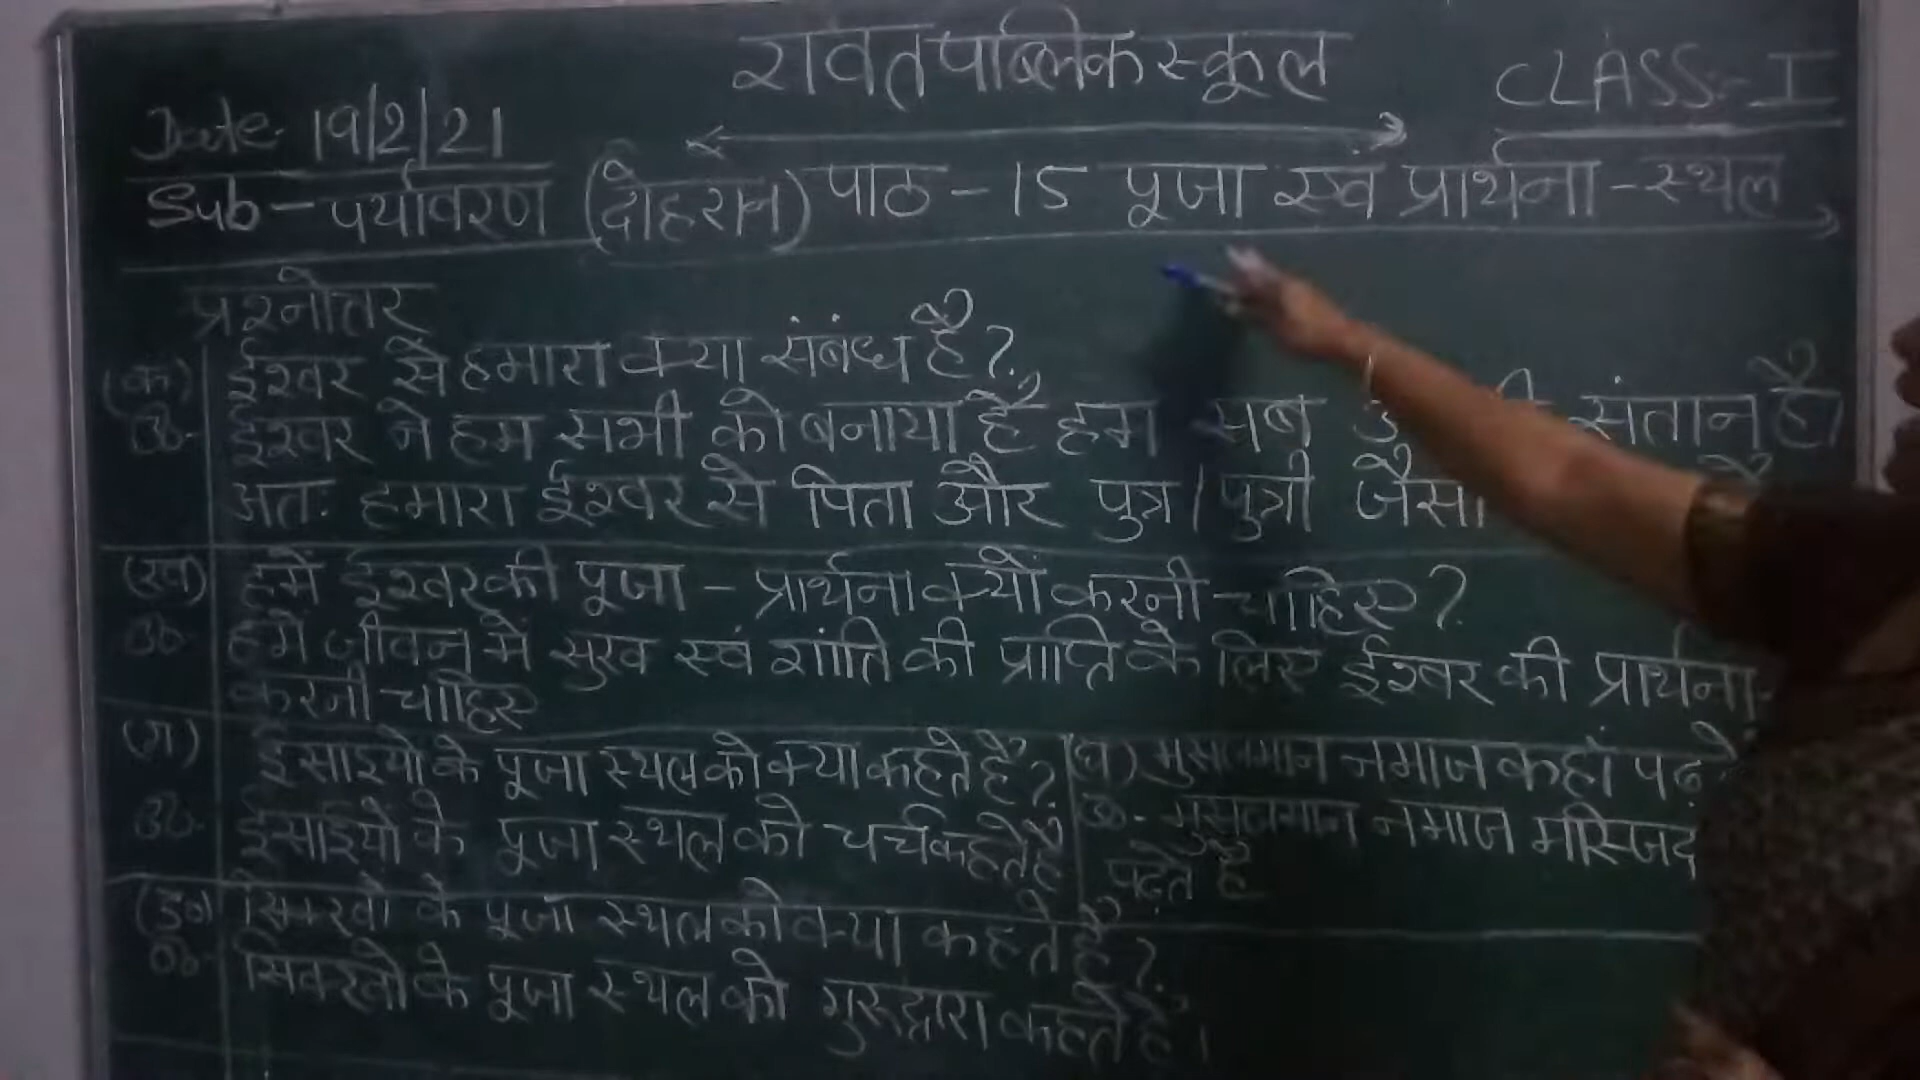 रावत पब्लिक स्कूल
CLASS:- I
Date- 19/2/21
Sub - पर्यावरण (दोहरान) पाठ - 15 पूजा एवं प्रार्थना - स्थल
प्रश्नोत्तर
(क) ईश्वर से हमारा क्या संबंध है?
उ०- ईश्वर ने हम सभी को बनाया है हम सब संतान है।
अतः हमारा ईश्वर से पिता और पुत्र / पुत्री जैसा
(ख) हमें ईश्वर की पूजा - प्रार्थना क्यों करनी चाहिए?
उ०- हमें जीवन में सुख एवं शांति की प्राप्ति के लिए ईश्वर की प्रार्थना
करनी चाहिए
(ग) ईसाइयों के पूजा स्थल को क्या कहते है?
उ०- ईसाइयों के पूजा स्थल को चर्च कहते है
(घ) मुसलमान नमाज कहाँ पढ़ते
उ०- मुसलमान नमाज मस्जिद
पढ़ते है
(ङ) सिक्खों के पूजा स्थल को क्या कहते है?
उ०- सिक्खों के पूजा स्थल को गुरुद्वारा कहते है।